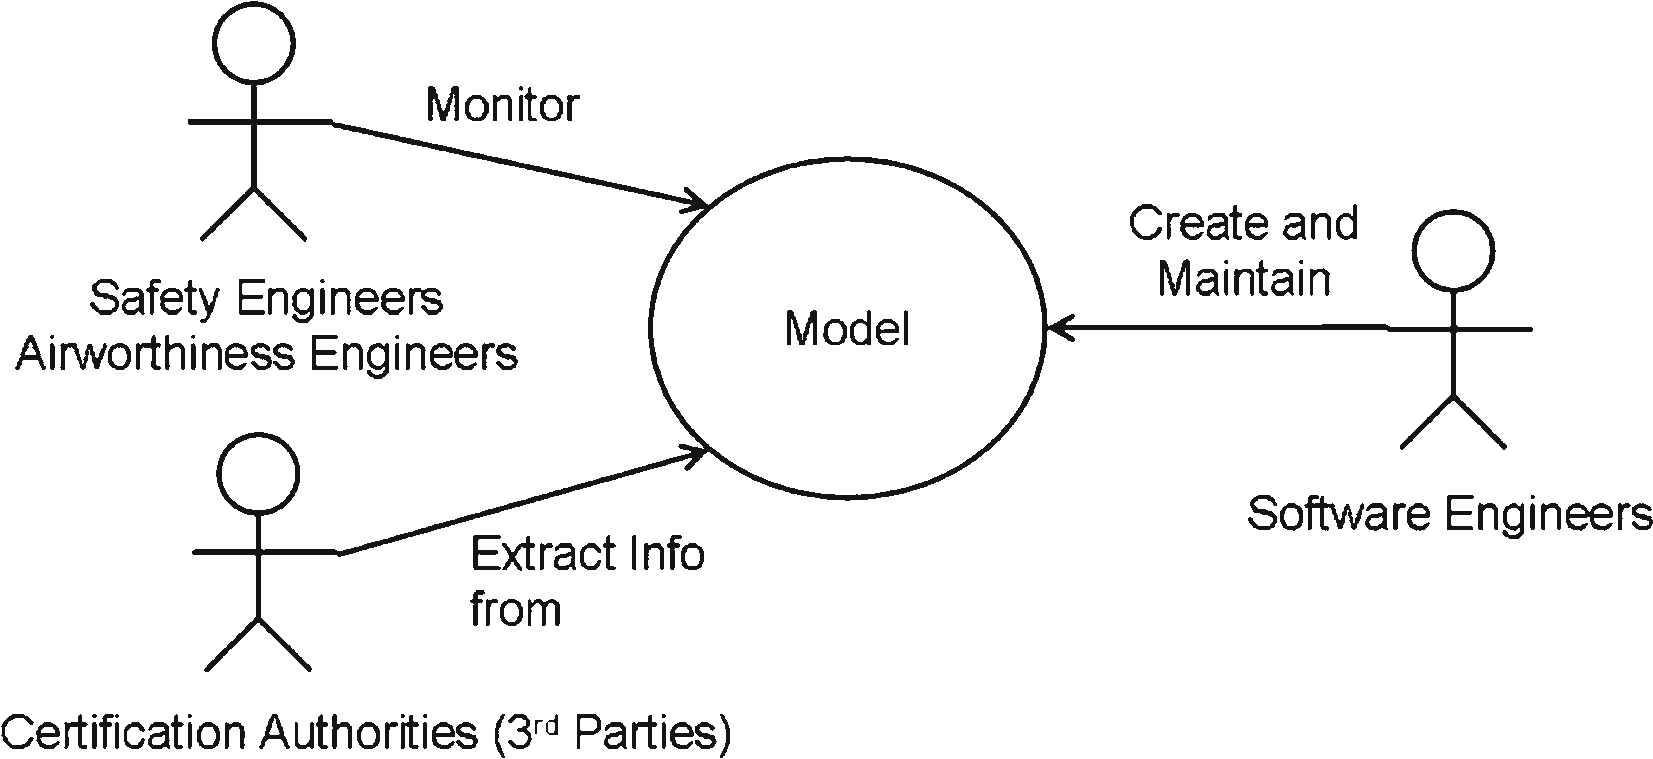 Monitor
Safety Engineers
Airworthiness Engineers
Model
Create and
Maintain
Software Engineers
Extract Info
from
Certification Authorities (3rd Parties)